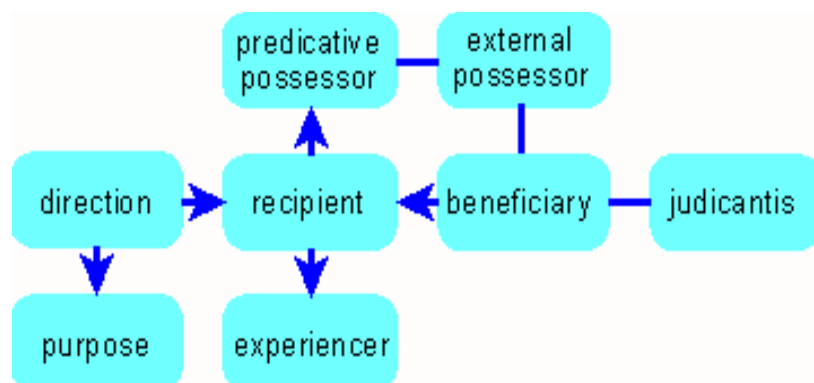 predicative
possessor
external
possessor
direction
recipient
beneficiary
judicantis
purpose
experiencer